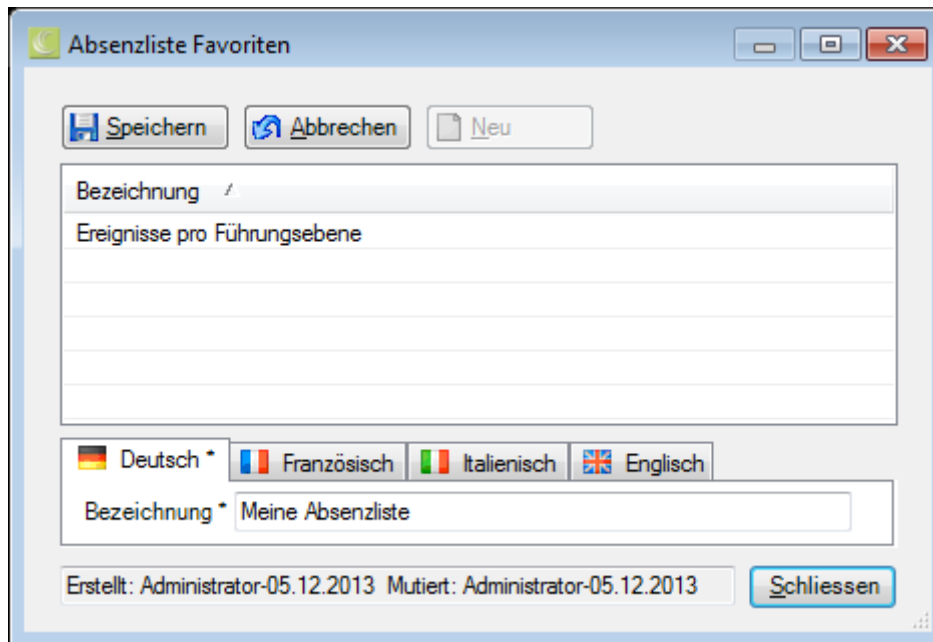 Absenzliste Favoriten
Speichern Abbrechen Neu
Bezeichnung
Ereignisse pro Führungsebene
Deutsch * Französisch Italienisch Englisch
Bezeichnung * Meine Absenzliste
Erstellt: Administrator-05.12.2013 Mutiert: Administrator-05.12.2013 Schliessen